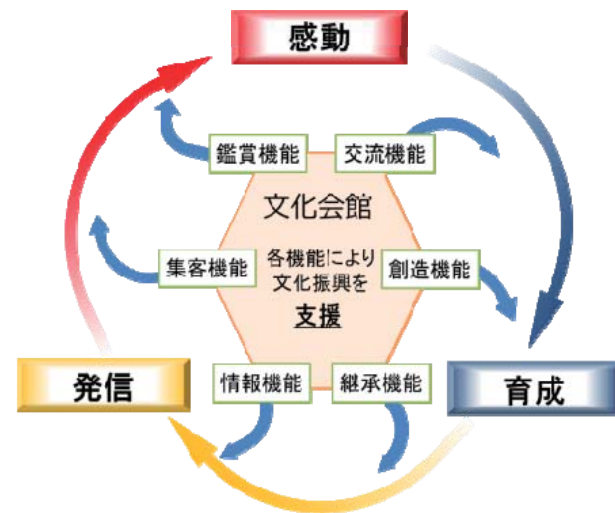 感動
鑑賞機能
交流機能
文化会館
集客機能
各機能により
文化振興を
支援
創造機能
発信
情報機能
継承機能
育成